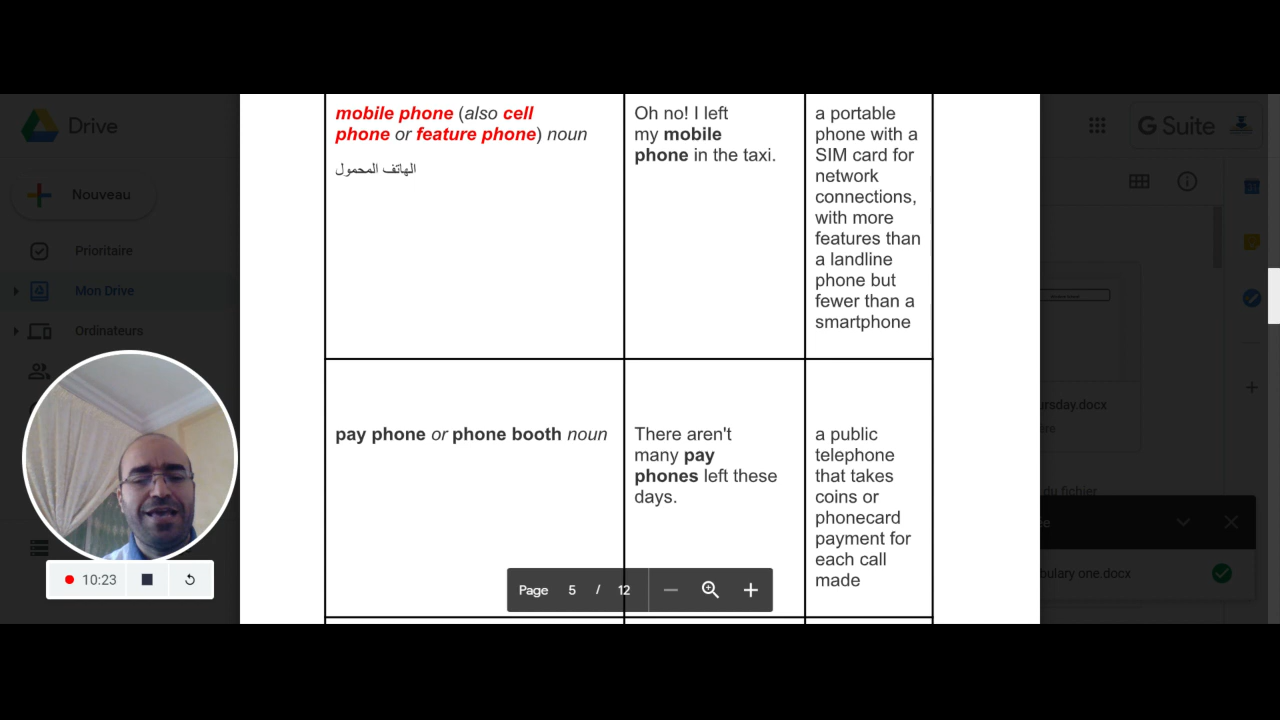 Drive
G Suite
Nouveau
Prioritaire
Mon Drive
Ordinateurs
mobile phone (also cell
phone or feature phone) noun
الهاتف المحمول
Oh no! I left
my mobile
phone in the taxi.
a portable
phone with a
SIM card for
network
connections,
with more
features than
a landline
phone but
fewer than a
smartphone
pay phone or phone booth noun
There aren't
many pay
phones left these
days.
a public
telephone
that takes
coins or
phonecard
payment for
each call
made
rsday.docx
du fichier
bulary one.docx
10:23
Page 5 / 12